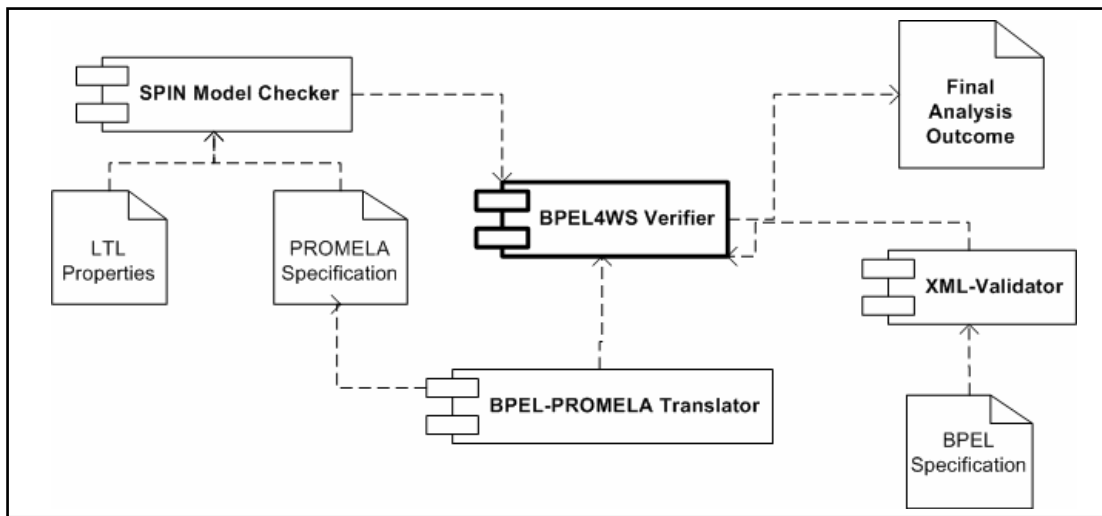 SPIN Model Checker
Final
Analysis
Outcome
BPEL4WS Verifier
LTL
Properties
PROMELA
Specification
XML-Validator
BPEL-PROMELA Translator
BPEL
Specification